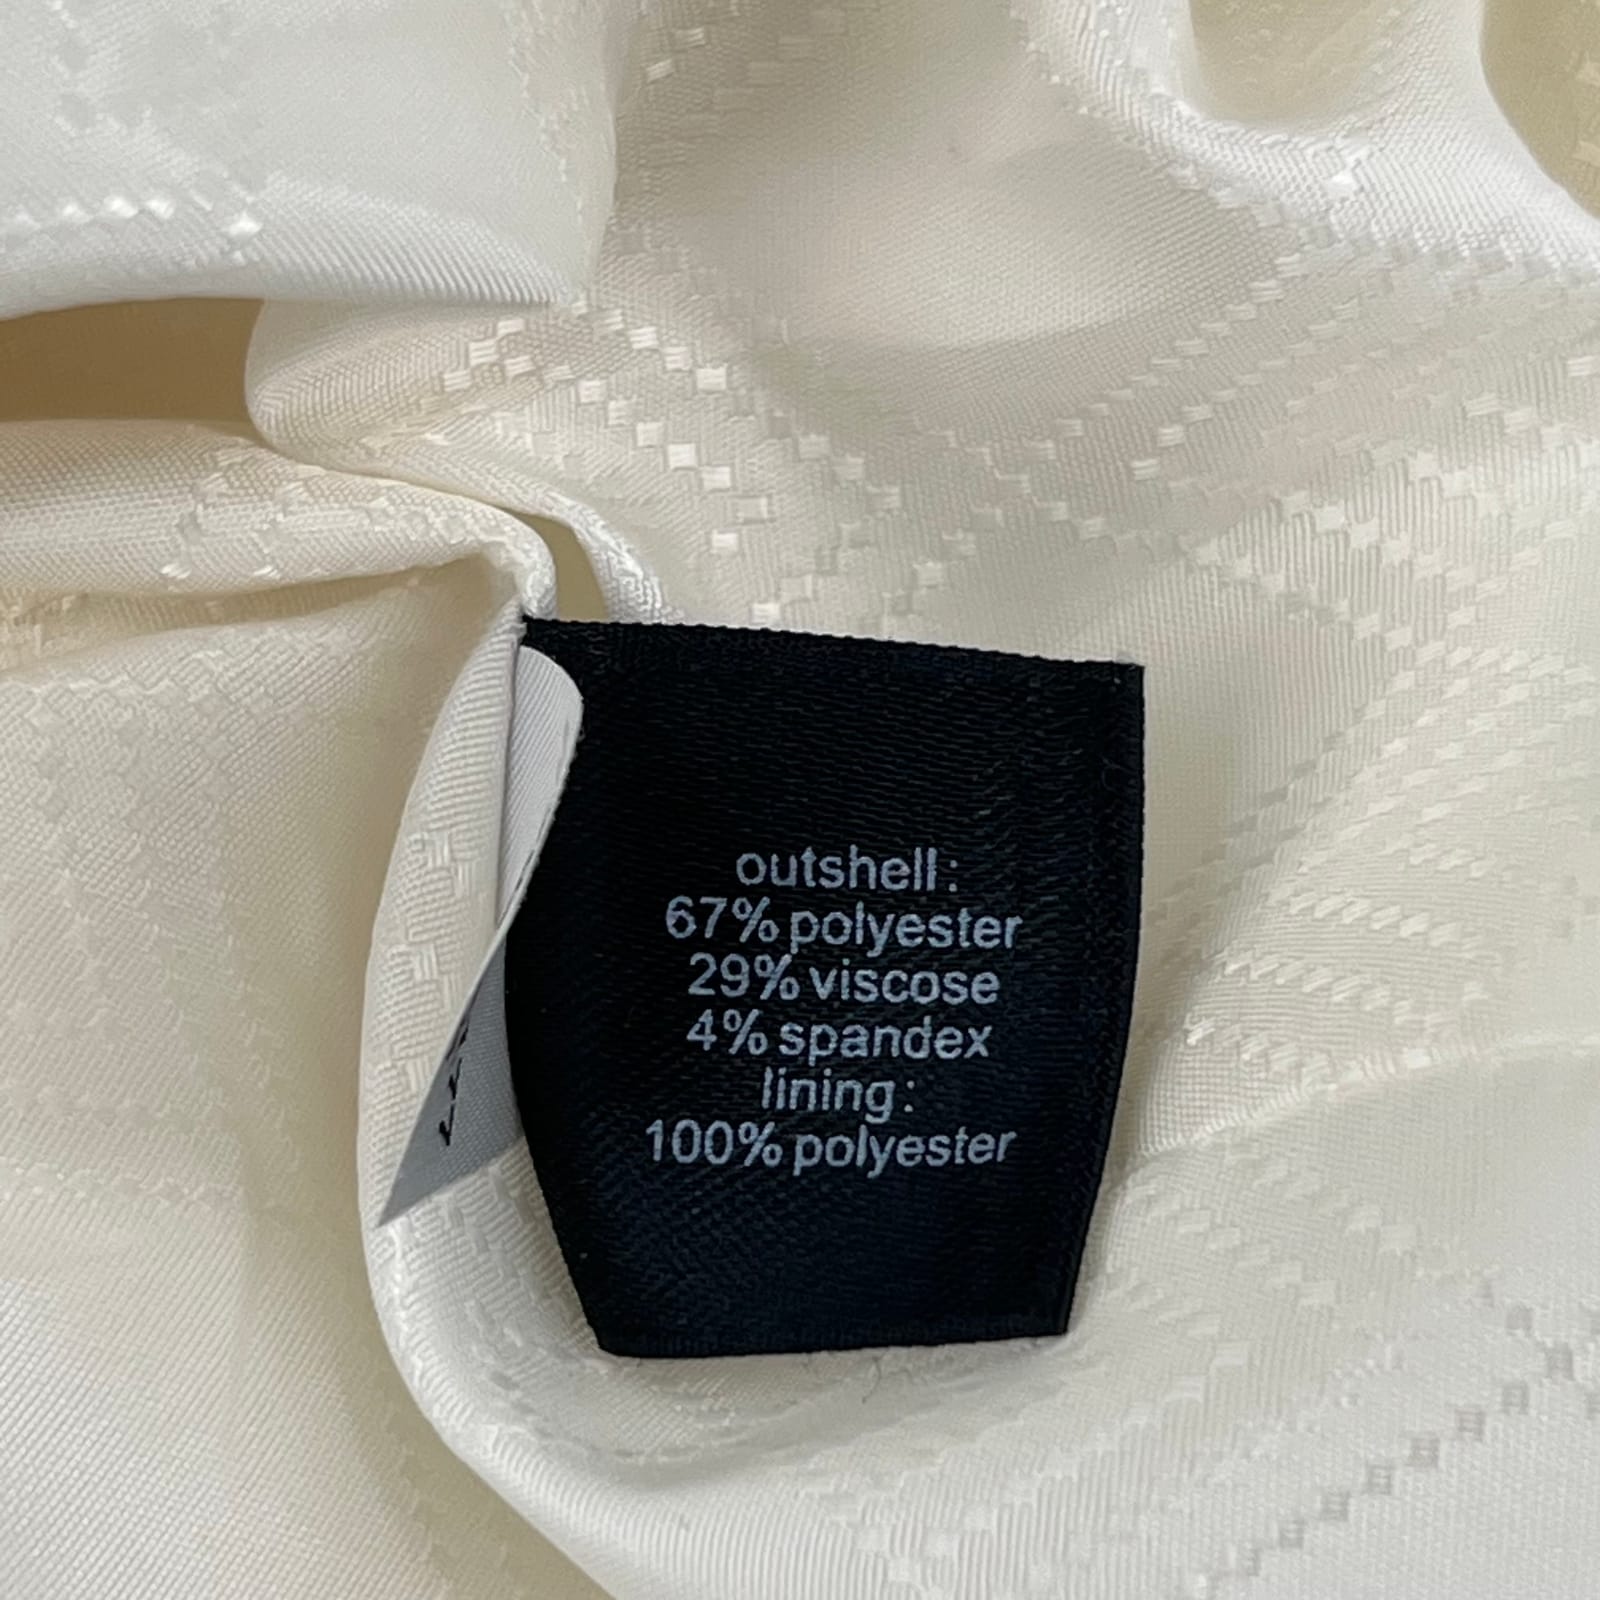 outshell:
67% polyester
29% viscose
4% spandex
lining:
100% polyester